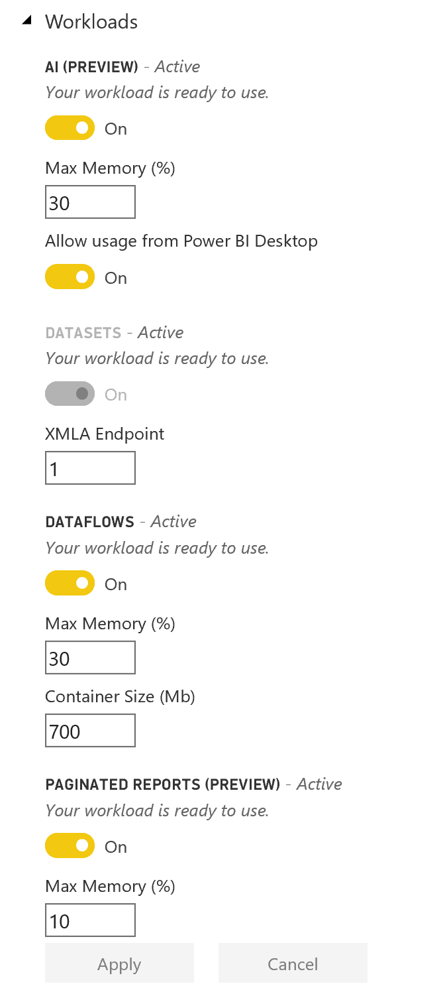 Workloads
AI (PREVIEW) - Active
Your workload is ready to use.
On
Max Memory (%)
30
Allow usage from Power BI Desktop
On
DATASETS - Active
Your workload is ready to use.
On
XMLA Endpoint
1
DATAFLOWS - Active
Your workload is ready to use.
On
Max Memory (%)
30
Container Size (Mb)
700
PAGINATED REPORTS (PREVIEW) - Active
Your workload is ready to use.
On
Max Memory (%)
10
Apply Cancel